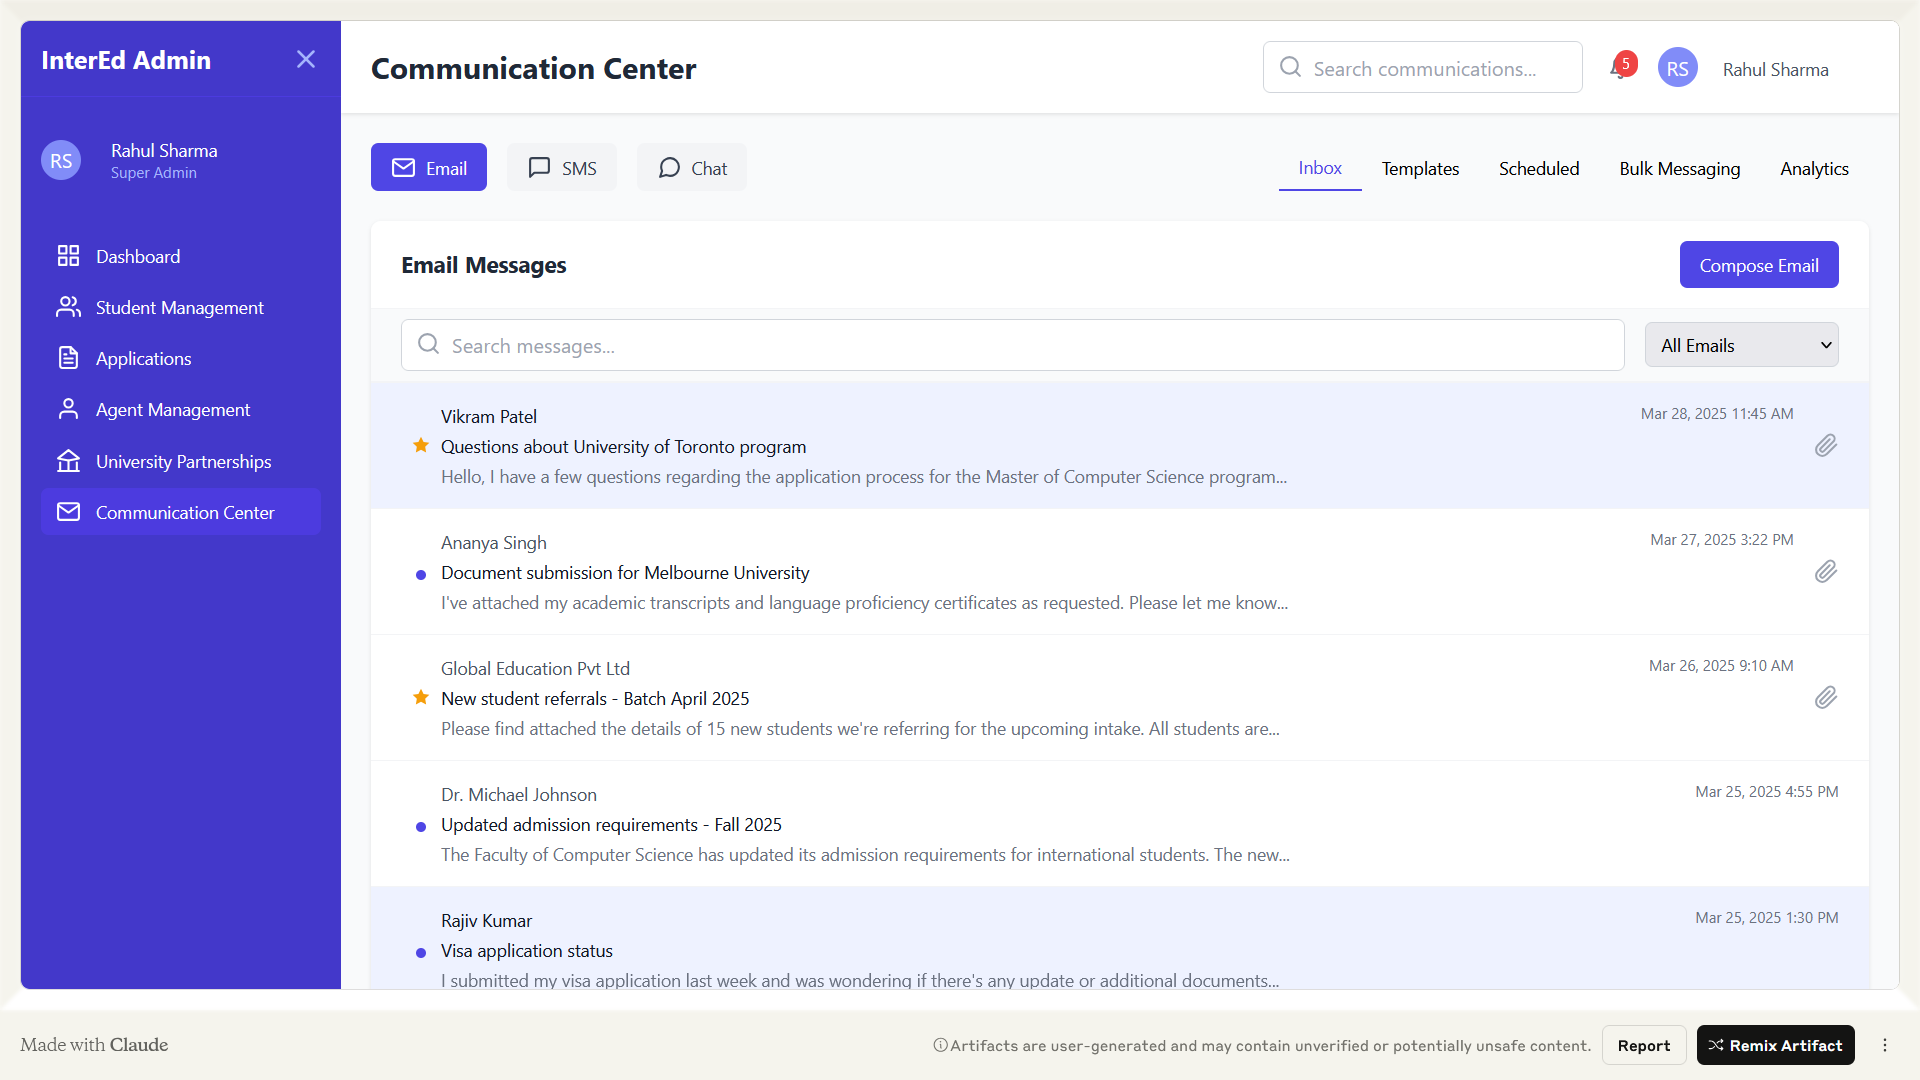 InterEd Admin
RS
Rahul Sharma
Super Admin
Dashboard
Student Management
Applications
Agent Management
University Partnerships
Communication Center
Communication Center
Search communications...
5
RS
Rahul Sharma
Email
SMS
Chat
Inbox
Templates
Scheduled
Bulk Messaging
Analytics
Email Messages
Compose Email
Search messages...
All Emails
Vikram Patel
Mar 28, 2025 11:45 AM
Questions about University of Toronto program
Hello, I have a few questions regarding the application process for the Master of Computer Science program...
Ananya Singh
Mar 27, 2025 3:22 PM
Document submission for Melbourne University
I've attached my academic transcripts and language proficiency certificates as requested. Please let me know...
Global Education Pvt Ltd
Mar 26, 2025 9:10 AM
New student referrals - Batch April 2025
Please find attached the details of 15 new students we're referring for the upcoming intake. All students are...
Dr. Michael Johnson
Mar 25, 2025 4:55 PM
Updated admission requirements - Fall 2025
The Faculty of Computer Science has updated its admission requirements for international students. The new...
Rajiv Kumar
Mar 25, 2025 1:30 PM
Visa application status
I submitted my visa application last week and was wondering if there's any update or additional documents...
Made with Claude
Artifacts are user-generated and may contain unverified or potentially unsafe content.
Report
Remix Artifact